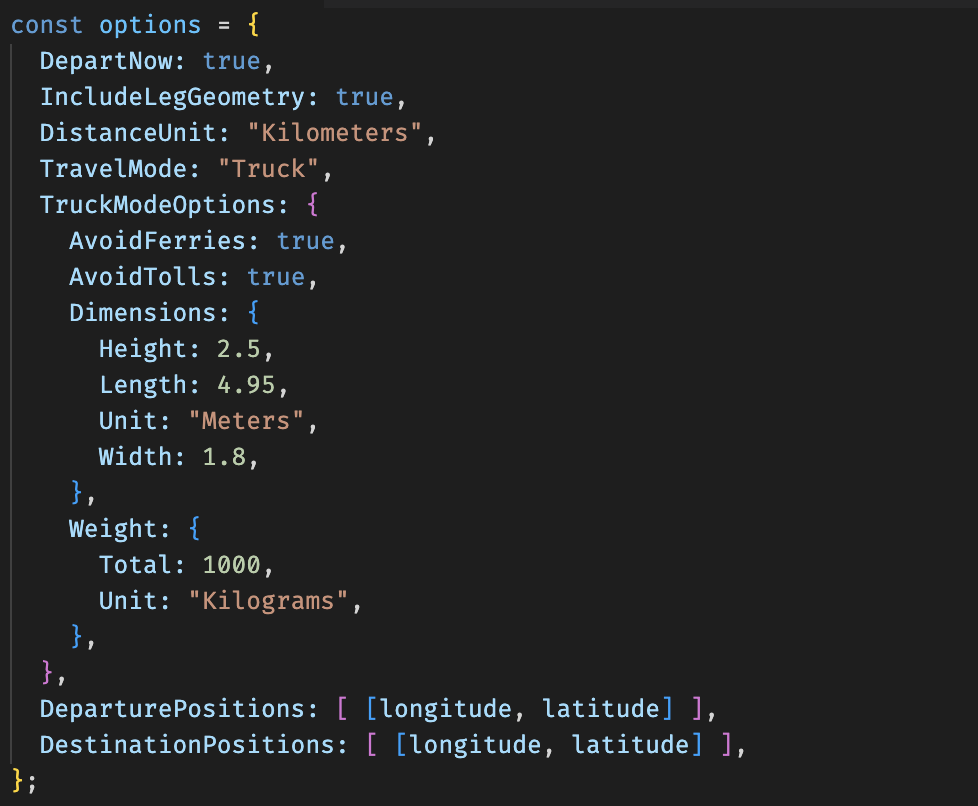 const options = {
  DepartNow: true,
  IncludeLegGeometry: true,
  DistanceUnit: "Kilometers",
  TravelMode: "Truck",
  TruckModeOptions: {
    AvoidFerries: true,
    AvoidTolls: true,
    Dimensions: {
      Height: 2.5,
      Length: 4.95,
      Unit: "Meters",
      Width: 1.8,
    },
    Weight: {
      Total: 1000,
      Unit: "Kilograms",
    },
  },
  DeparturePositions: [ [longitude, latitude] ],
  DestinationPositions: [ [longitude, latitude] ],
};